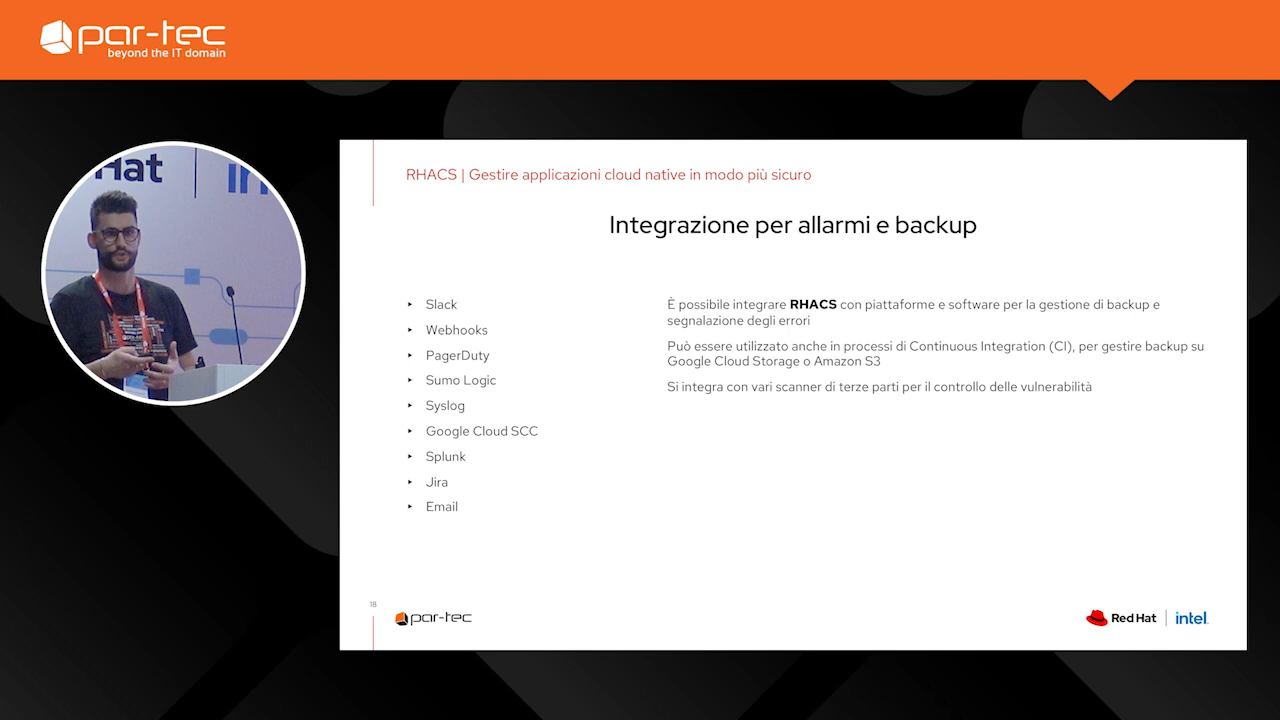 par-tec
beyond the IT domain
Hat
RHACS | Gestire applicazioni cloud native in modo più sicuro
Integrazione per allarmi e backup
‣ Slack
‣ Webhooks
‣ PagerDuty
‣ Sumo Logic
‣ Syslog
‣ Google Cloud SCC
‣ Splunk
‣ Jira
‣ Email
È possibile integrare RHACS con piattaforme e software per la gestione di backup e
segnalazione degli errori
Può essere utilizzato anche in processi di Continuous Integration (CI), per gestire backup su
Google Cloud Storage o Amazon S3
Si integra con vari scanner di terze parti per il controllo delle vulnerabilità
18
par-tec
Red Hat
intel